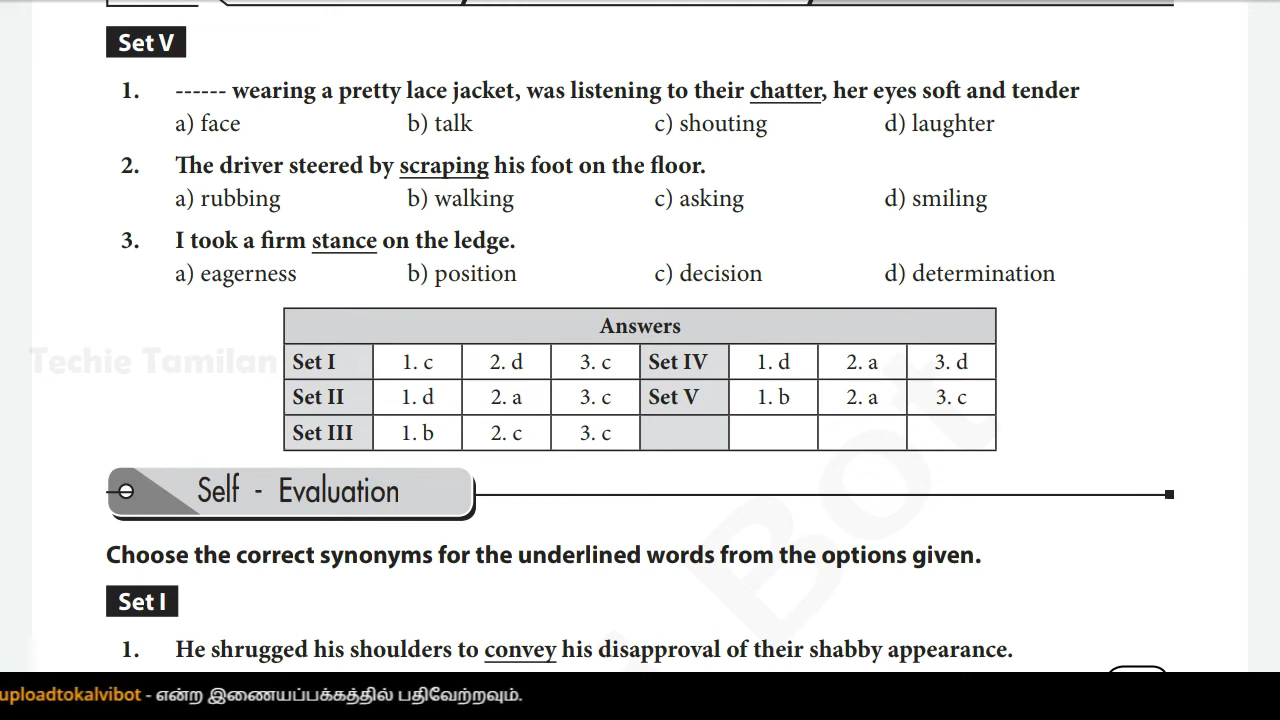 Set V
1. ------ wearing a pretty lace jacket, was listening to their chatter, her eyes soft and tender
a) face b) talk c) shouting d) laughter
2. The driver steered by scraping his foot on the floor.
a) rubbing b) walking c) asking d) smiling
3. I took a firm stance on the ledge.
a) eagerness b) position c) decision d) determination
Answers
Set I 1. c 2. d 3. c Set IV 1. d 2. a 3. d
Set II 1. d 2. a 3. c Set V 1. b 2. a 3. c
Set III 1. b 2. c 3. c
Techie Tamilan
Bot
Self - Evaluation
Choose the correct synonyms for the underlined words from the options given.
Set I
1. He shrugged his shoulders to convey his disapproval of their shabby appearance.
uploadtokalvibot - என்ற இணையப்பக்கத்தில் பதிவேற்றவும்.